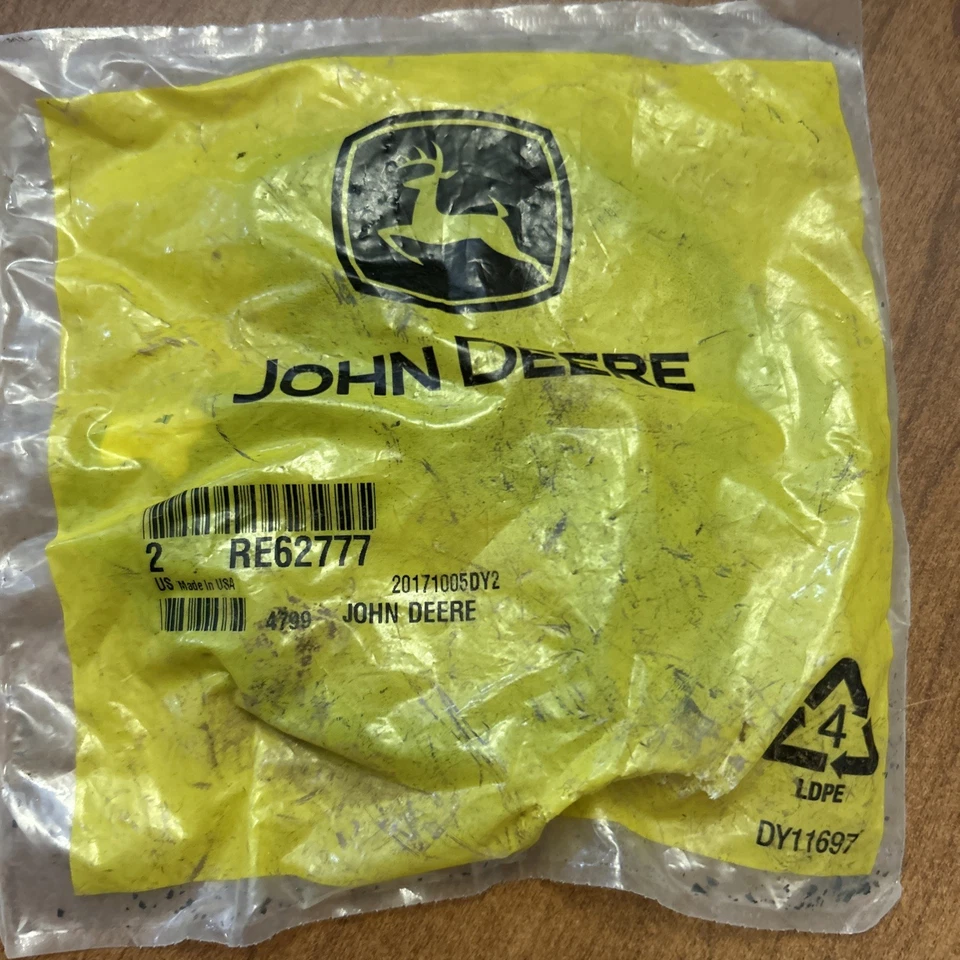 JOHN DEERE
2 RE62777
US Made In USA 20171005DY2
4799 JOHN DEERE
4
LDPE
DY11697